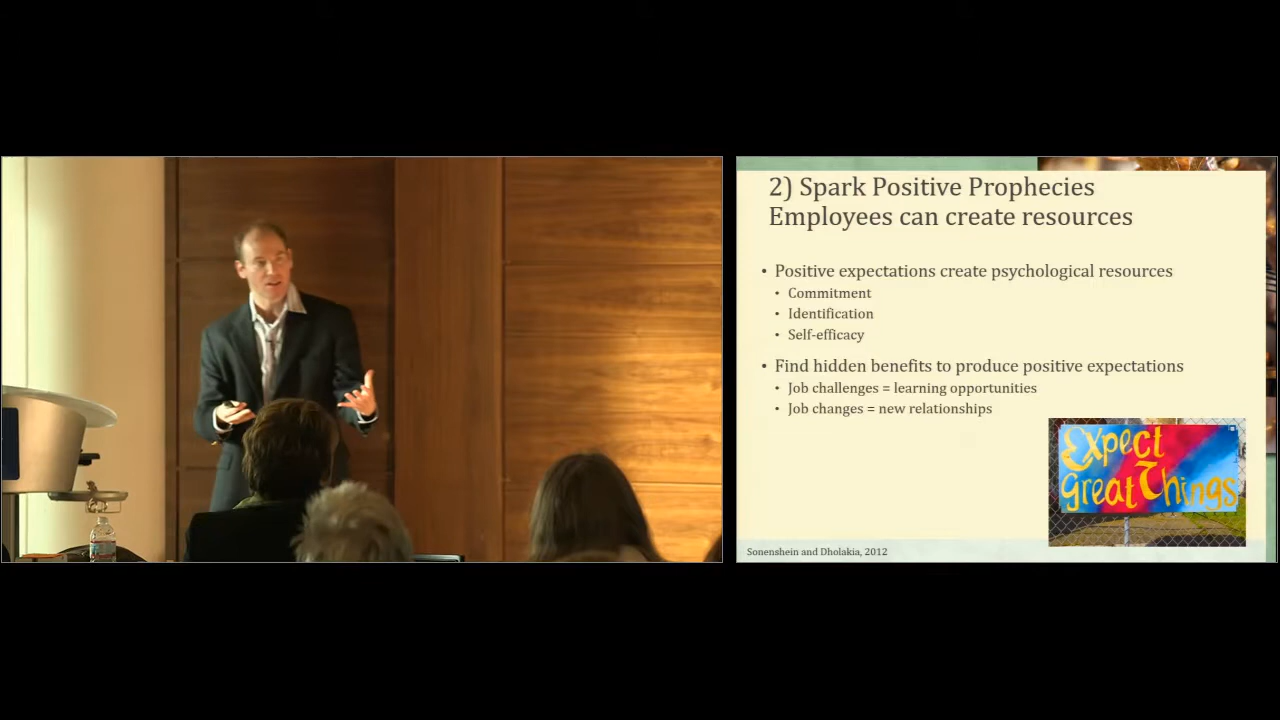 2) Spark Positive Prophecies
Employees can create resources
• Positive expectations create psychological resources
• Commitment
• Identification
• Self-efficacy
• Find hidden benefits to produce positive expectations
• Job challenges = learning opportunities
• Job changes = new relationships
Expect
Great Things
Sonenshein and Dholakia, 2012